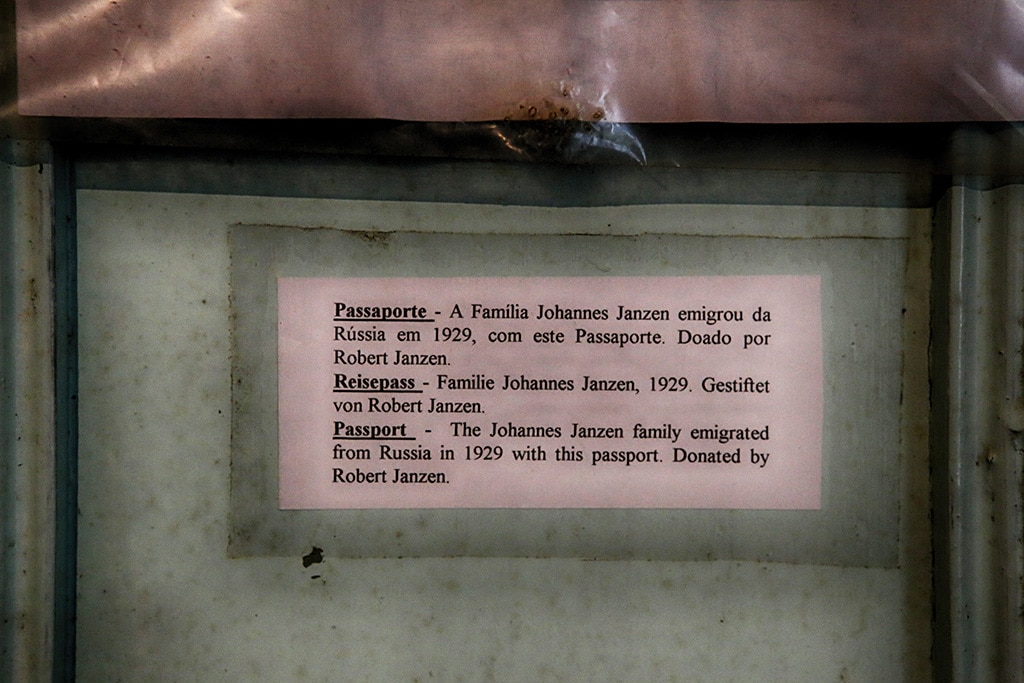 Passaporte - A Família Johannes Janzen emigrou da
Rússia em 1929, com este Passaporte. Doado por
Robert Janzen.
Reisepass - Familie Johannes Janzen, 1929. Gestiftet
von Robert Janzen.
Passport - The Johannes Janzen family emigrated
from Russia in 1929 with this passport. Donated by
Robert Janzen.